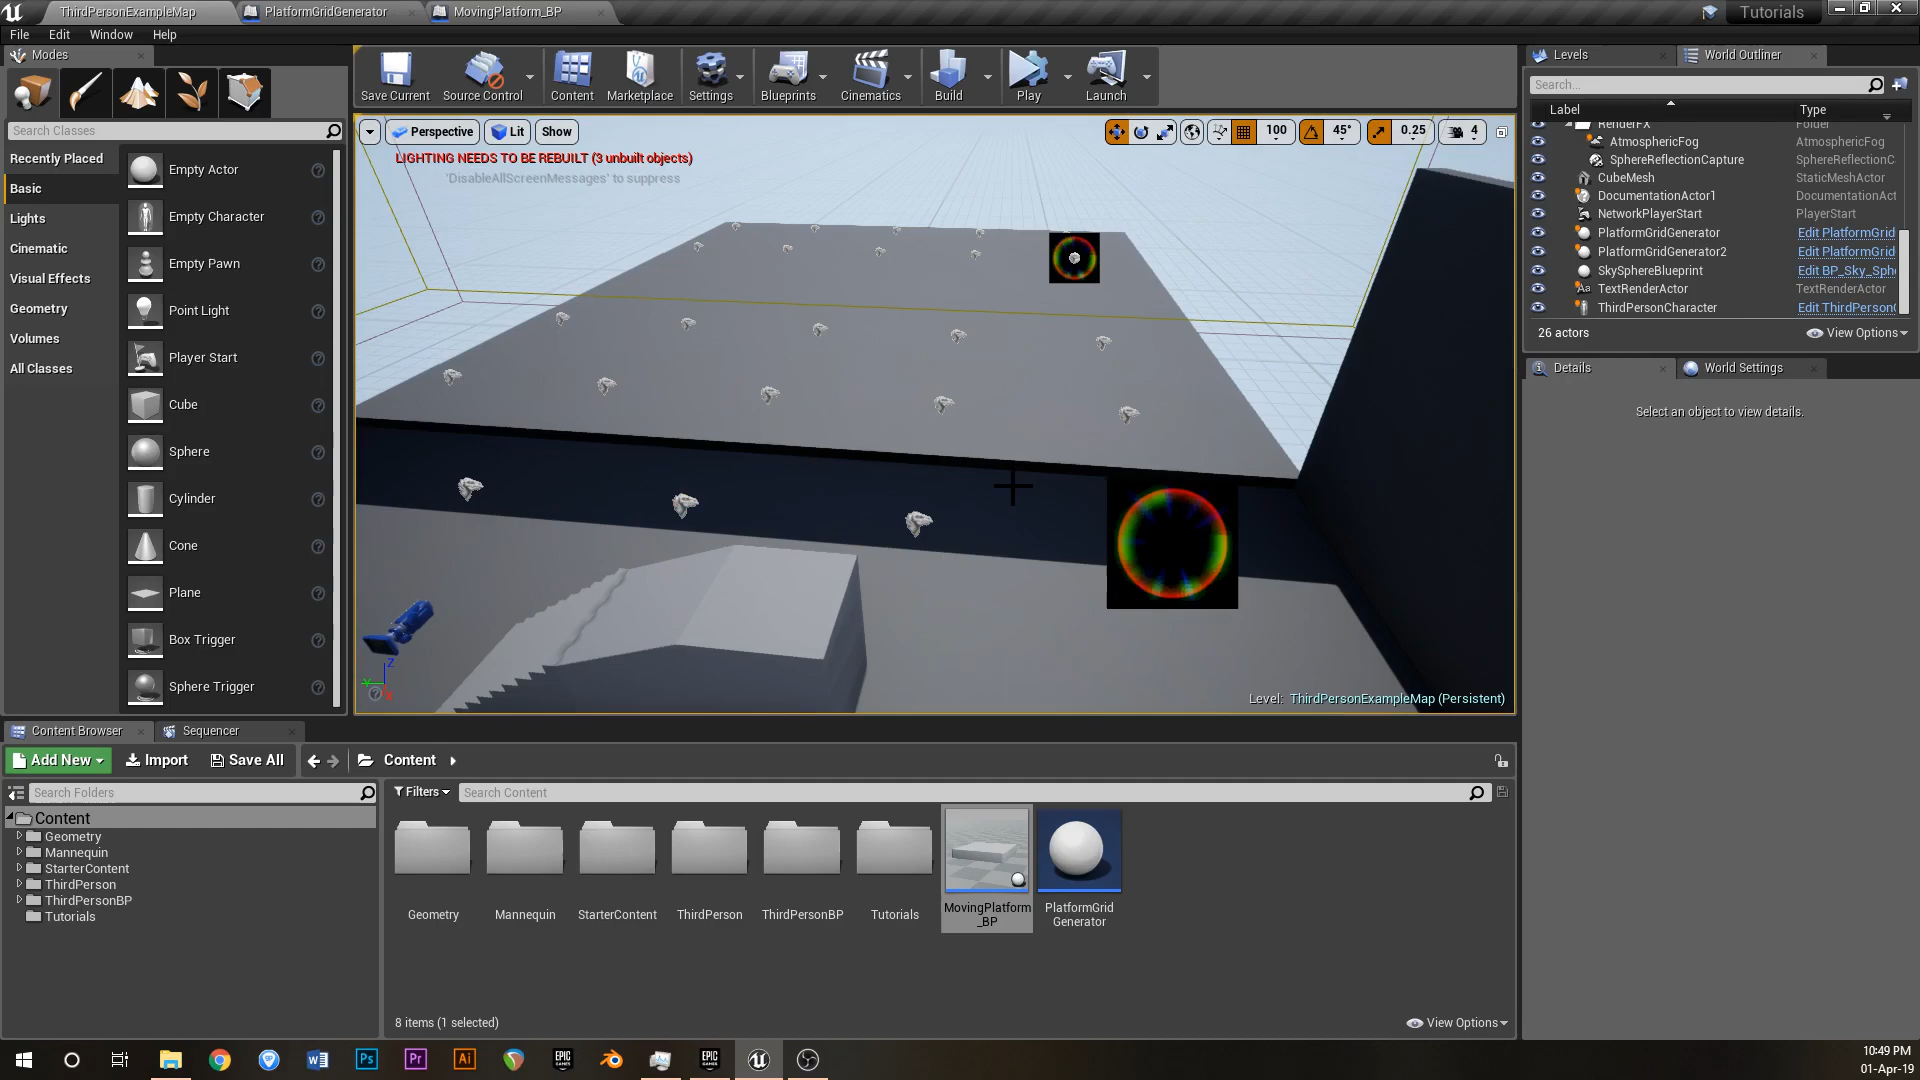 ThirdPersonExampleMap
PlatformGridGenerator
MovingPlatform_BP
Tutorials
File Edit Window Help
Modes
Search Classes
Recently Placed
Basic
Lights
Cinematic
Visual Effects
Geometry
Volumes
All Classes
Empty Actor
Empty Character
Empty Pawn
Point Light
Player Start
Cube
Sphere
Cylinder
Cone
Plane
Box Trigger
Sphere Trigger
Save Current
Source Control
Content
Marketplace
Settings
Blueprints
Cinematics
Build
Play
Launch
Perspective Lit Show
100 45° 0.25 4
LIGHTING NEEDS TO BE REBUILT (3 unbuilt objects)
'DisableAllScreenMessages' to suppress
Z
Y
X
Level: ThirdPersonExampleMap (Persistent)
Levels
World Outliner
Search...
Label Type
RenderFX Folder
AtmosphericFog AtmosphericFog
SphereReflectionCapture SphereReflectionC
CubeMesh StaticMeshActor
DocumentationActor1 DocumentationAct
NetworkPlayerStart PlayerStart
PlatformGridGenerator Edit PlatformGrid
PlatformGridGenerator2 Edit PlatformGrid
SkySphereBlueprint Edit BP_Sky_Sph
TextRenderActor TextRenderActor
ThirdPersonCharacter Edit ThirdPerson
26 actors
View Options
Details
World Settings
Select an object to view details.
Content Browser
Sequencer
Add New Import Save All Content
Search Folders
Content
Geometry
Mannequin
StarterContent
ThirdPerson
ThirdPersonBP
Tutorials
Filters
Search Content
Geometry
Mannequin
StarterContent
ThirdPerson
ThirdPersonBP
Tutorials
MovingPlatform
_BP
PlatformGrid
Generator
8 items (1 selected)
View Options
Ps
Pr
Ai
EPIC
GAMES
EPIC
GAMES
10:49 PM
01-Apr-19